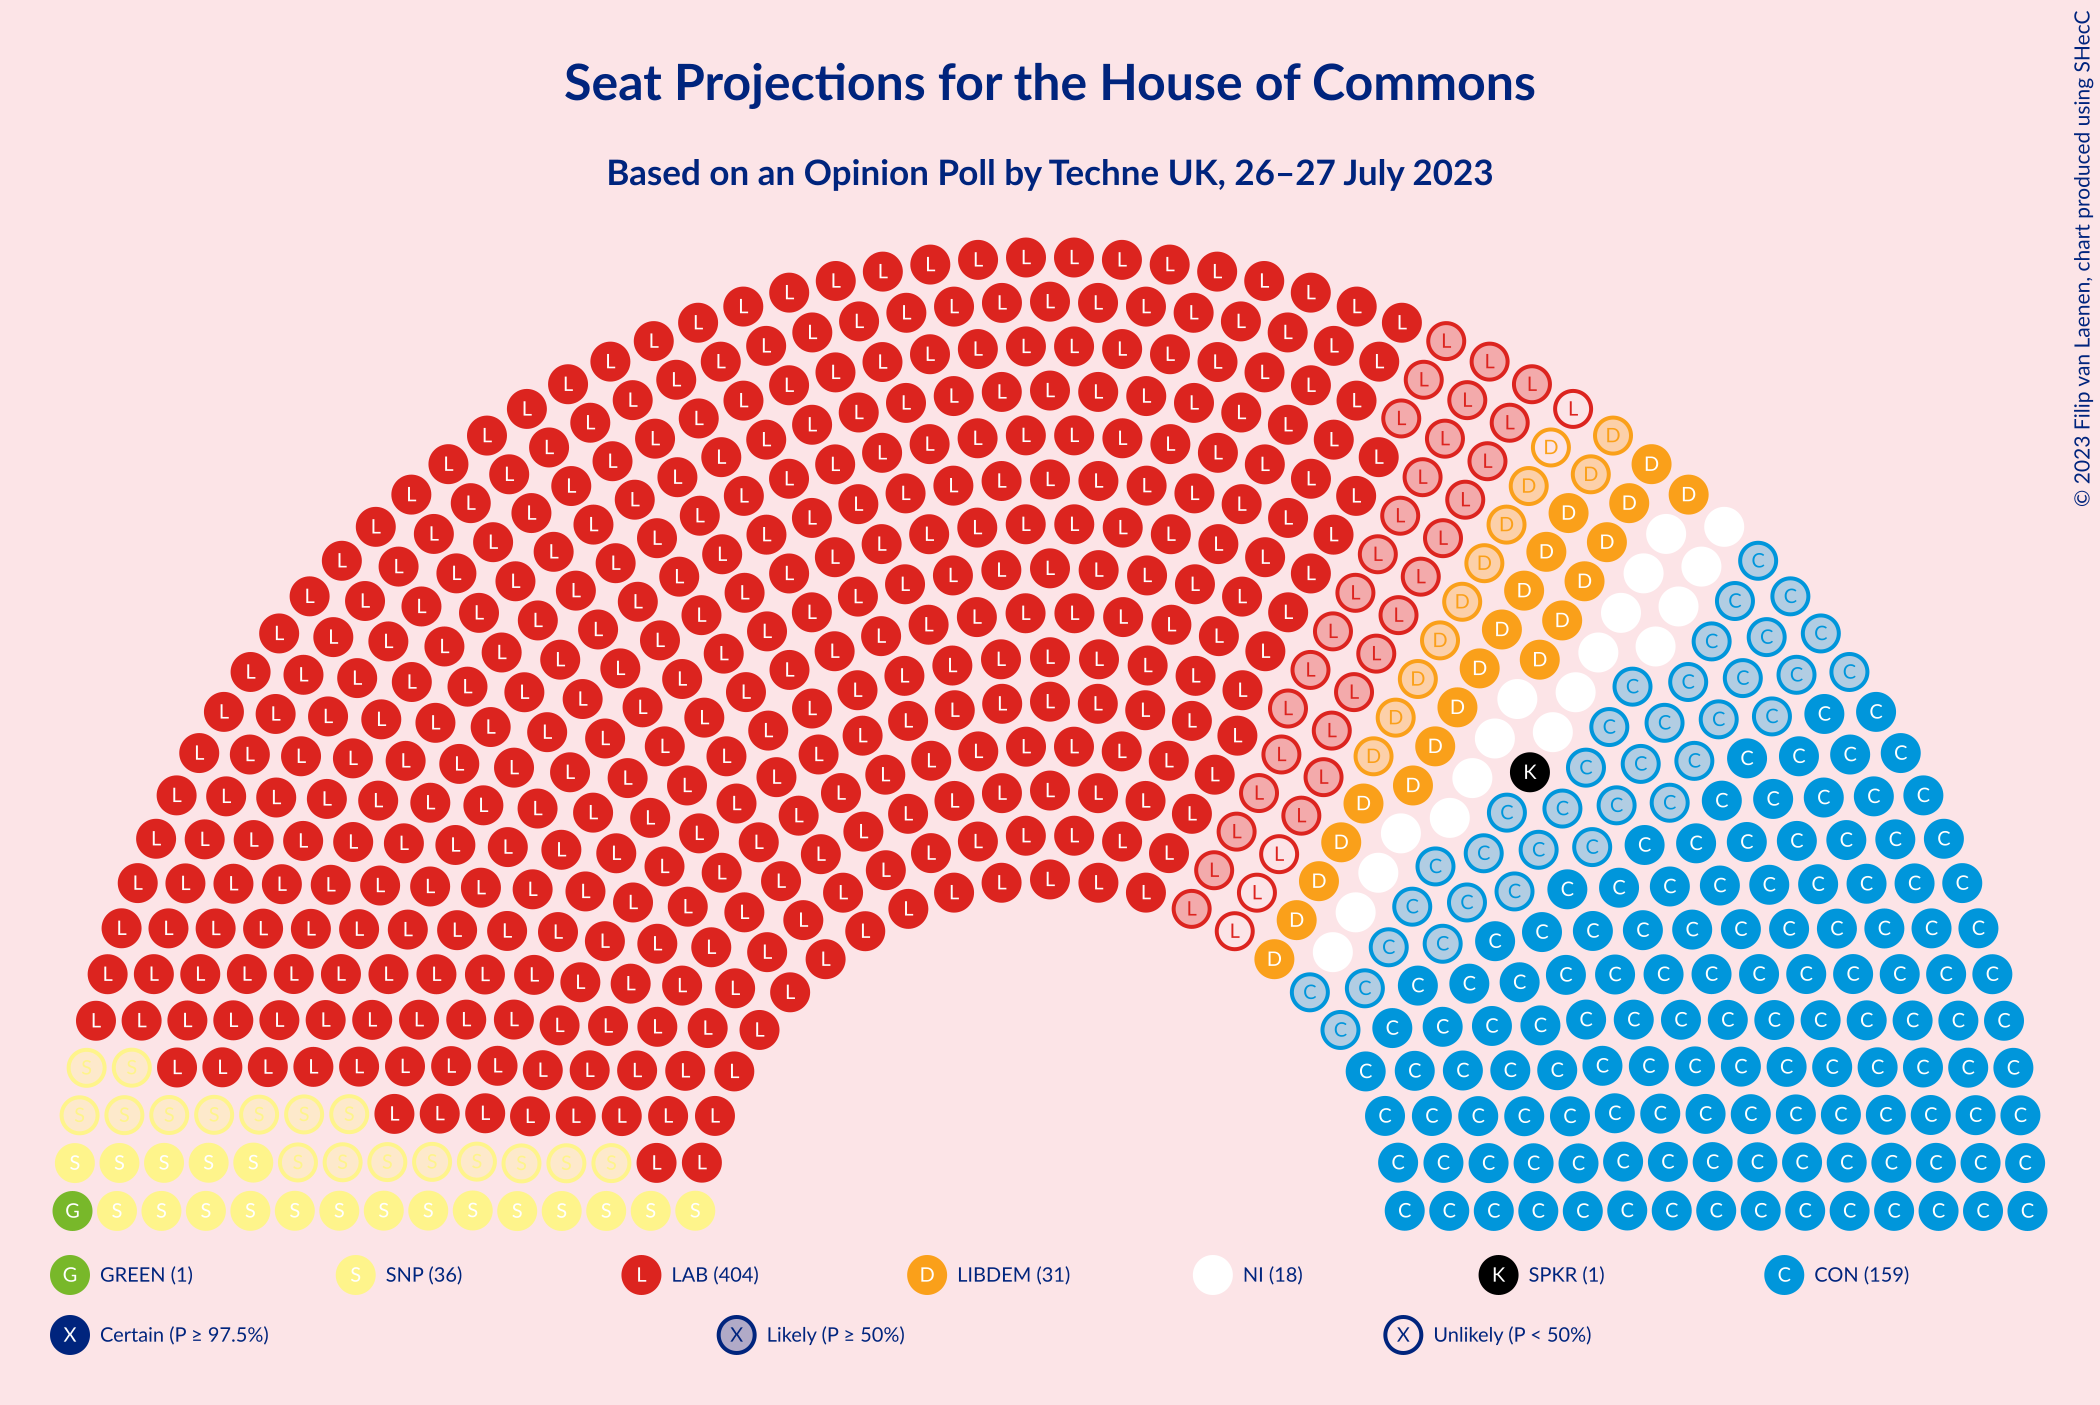 Seat Projections for the House of Commons
Based on an Opinion Poll by Techne UK, 26–27 July 2023
© 2023 Filip van Laenen, chart produced using SHecC
G GREEN (1) S SNP (36) L LAB (404) D LIBDEM (31) NI (18) K SPKR (1) C CON (159)
X Certain (P ≥ 97.5%) X Likely (P ≥ 50%) X Unlikely (P < 50%)